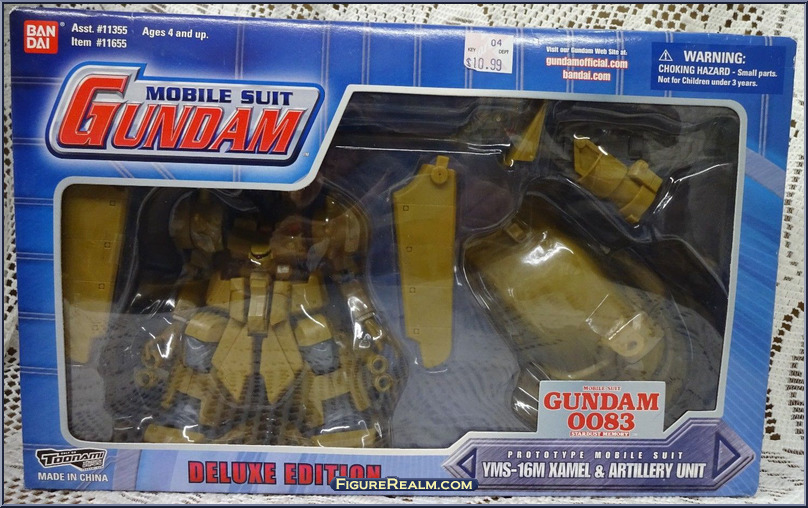 BAN
DAI
Asst. #11355
Item #11655
Ages 4 and up.
04
KEY DEPT
$10.99
Visit our Gundam Web Site at:
gundamofficial.com
bandai.com
WARNING:
CHOKING HAZARD - Small parts.
Not for Children under 3 years.
MOBILE SUIT
GUNDAM
MOBILE SUIT
GUNDAM
0083
STARDUST MEMORY
TOONAMI
MADE IN CHINA
DELUXE EDITION
PROTOTYPE MOBILE SUIT
YMS-16M XAMEL & ARTILLERY UNIT
FIGUREREALM.COM